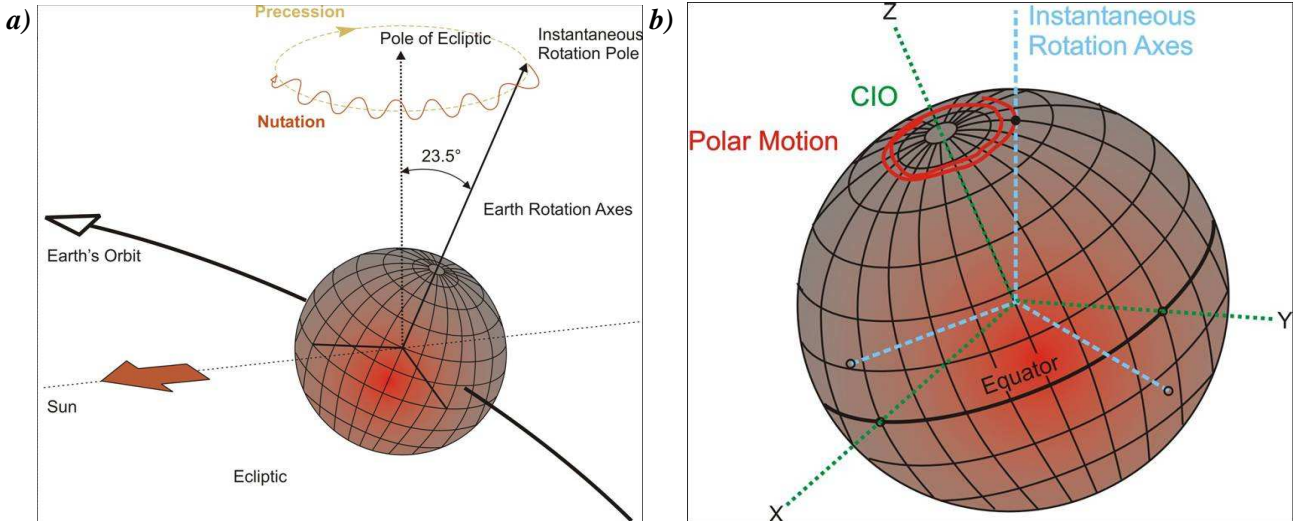 a)
Precession
Pole of Ecliptic
Instantaneous
Rotation Pole
Nutation
23.5°
Earth Rotation Axes
Earth's Orbit
Sun
Ecliptic
b)
Z
Instantaneous
Rotation Axes
CIO
Polar Motion
Y
Equator
X